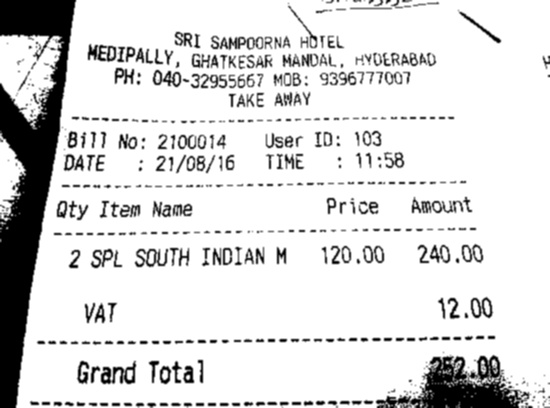 SRI SAMPOORNA HOTEL
MEDIPALLY, GHATKESAR MANDAL, HYDERABAD
PH: 040-32955667 MOB: 9396777007
TAKE AWAY
Bill No: 2100014 User ID: 103
DATE : 21/08/16 TIME : 11:58
Qty Item Name Price Amount
2 SPL SOUTH INDIAN M 120.00 240.00
VAT 12.00
Grand Total 252.00